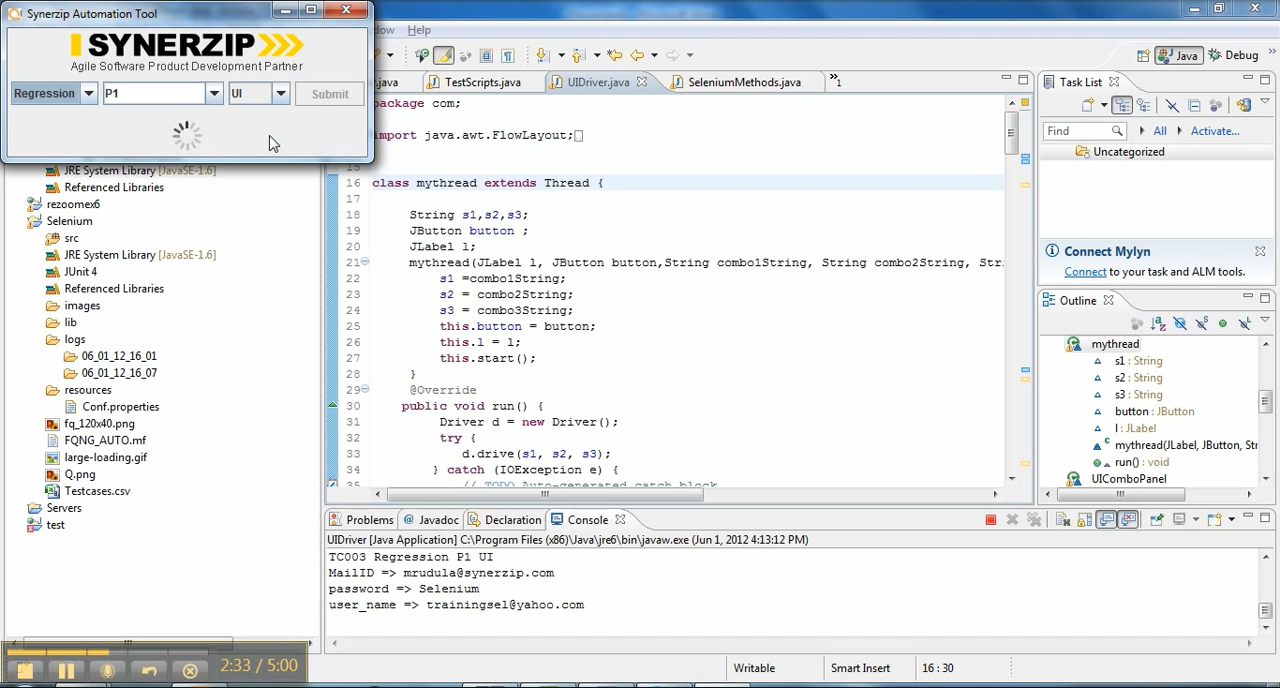 Synerzip Automation Tool
SYNERZIP
Agile Software Product Development Partner
Regression P1 UI Submit
Help
Java Debug
.java TestScripts.java UIDriver.java SeleniumMethods.java »1
package com;
import java.awt.FlowLayout;
15
16 class mythread extends Thread {
17
18 String s1,s2,s3;
19 JButton button ;
20 JLabel l;
21 mythread(JLabel l, JButton button,String combo1String, String combo2String, Str
22 s1 =combo1String;
23 s2 = combo2String;
24 s3 = combo3String;
25 this.button = button;
26 this.l = l;
27 this.start();
28 }
29 @Override
30 public void run() {
31 Driver d = new Driver();
32 try {
33 d.drive(s1, s2, s3);
34 } catch (IOException e) {
35 // TODO Auto-generated catch block
JRE System Library [JavaSE-1.6]
Referenced Libraries
rezoomex6
Selenium
src
JRE System Library [JavaSE-1.6]
JUnit 4
Referenced Libraries
images
lib
logs
06_01_12_16_01
06_01_12_16_07
resources
Conf.properties
fq_120x40.png
FQNG_AUTO.mf
large-loading.gif
Q.png
Testcases.csv
Servers
test
Task List
Find All Activate...
Uncategorized
Connect Mylyn
Connect to your task and ALM tools.
Outline
mythread
s1 : String
s2 : String
s3 : String
button : JButton
l : JLabel
mythread(JLabel, JButton, Str
run() : void
UIComboPanel
Problems @ Javadoc Declaration Console
UIDriver [Java Application] C:\Program Files (x86)\Java\jre6\bin\javaw.exe (Jun 1, 2012 4:13:12 PM)
TC003 Regression P1 UI
MailID => mrudula@synerzip.com
password => Selenium
user_name => trainingsel@yahoo.com
2:33 / 5:00
Writable Smart Insert 16 : 30